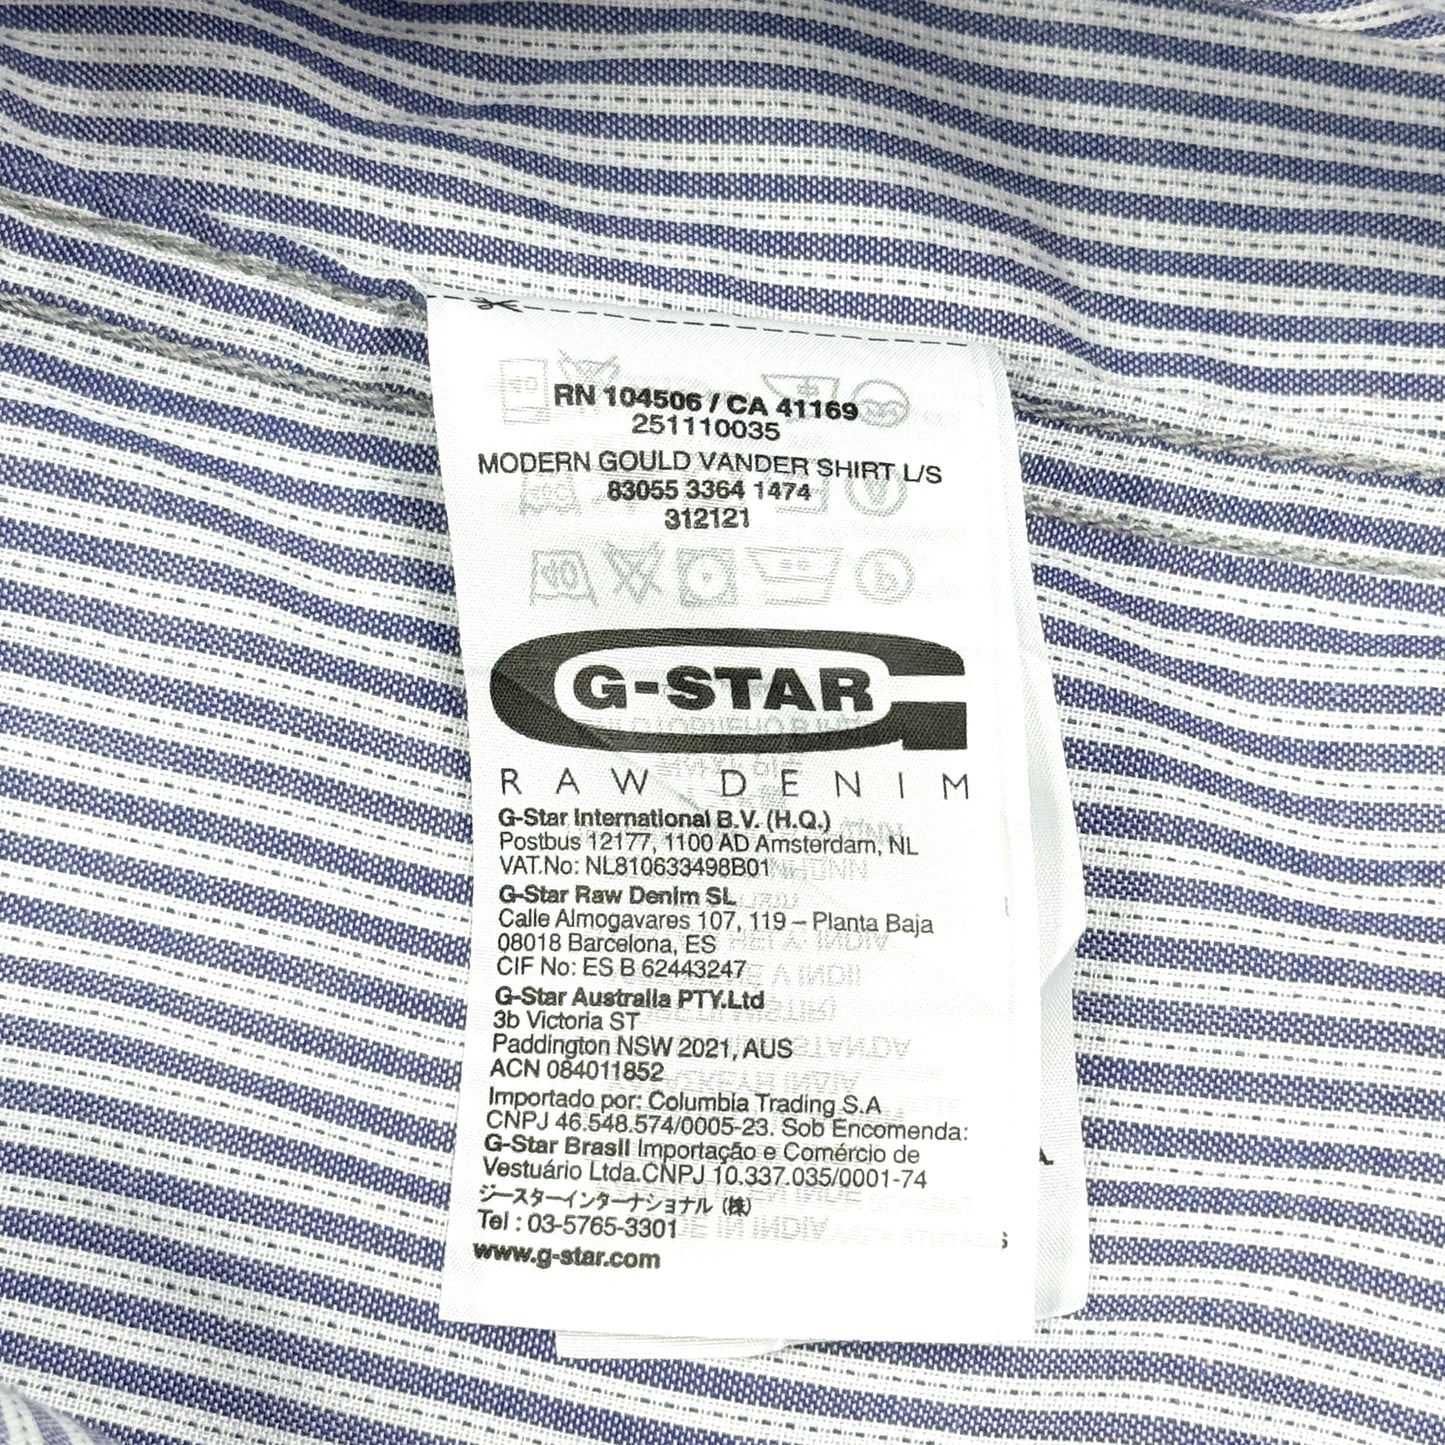 RN 104506 / CA 41169
251110035
MODERN GOULD VANDER SHIRT L/S
83055 3364 1474
312121
G-STAR
RAW DENIM
G-Star International B.V. (H.Q.)
Postbus 12177, 1100 AD Amsterdam, NL
VAT.No: NL810633498B01
G-Star Raw Denim SL
Calle Almogavares 107, 119 – Planta Baja
08018 Barcelona, ES
CIF No: ES B 62443247
G-Star Australia PTY.Ltd
3b Victoria ST
Paddington NSW 2021, AUS
ACN 084011852
Importado por: Columbia Trading S.A
CNPJ 46.548.574/0005-23. Sob Encomenda:
G-Star Brasil Importação e Comércio de
Vestuário Ltda.CNPJ 10.337.035/0001-74
ジースターインターナショナル (株)
Tel : 03-5765-3301
www.g-star.com